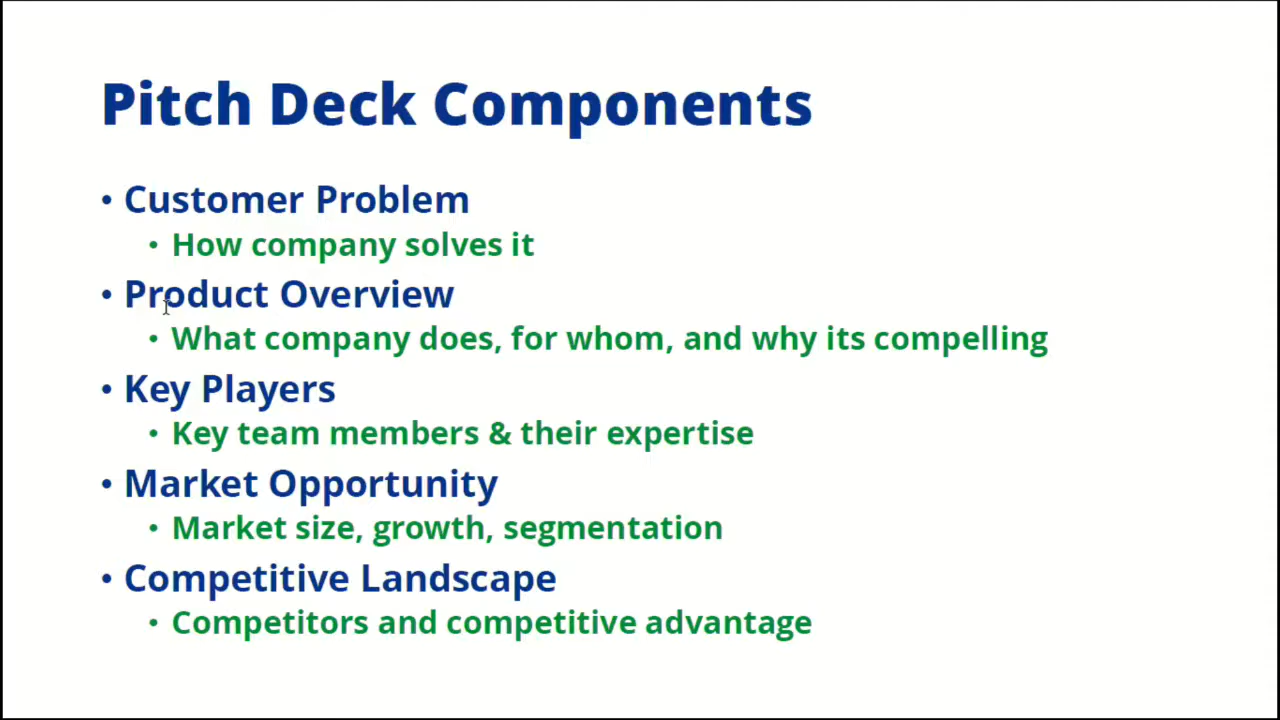 Pitch Deck Components
• Customer Problem
• How company solves it
• Product Overview
• What company does, for whom, and why its compelling
• Key Players
• Key team members & their expertise
• Market Opportunity
• Market size, growth, segmentation
• Competitive Landscape
• Competitors and competitive advantage